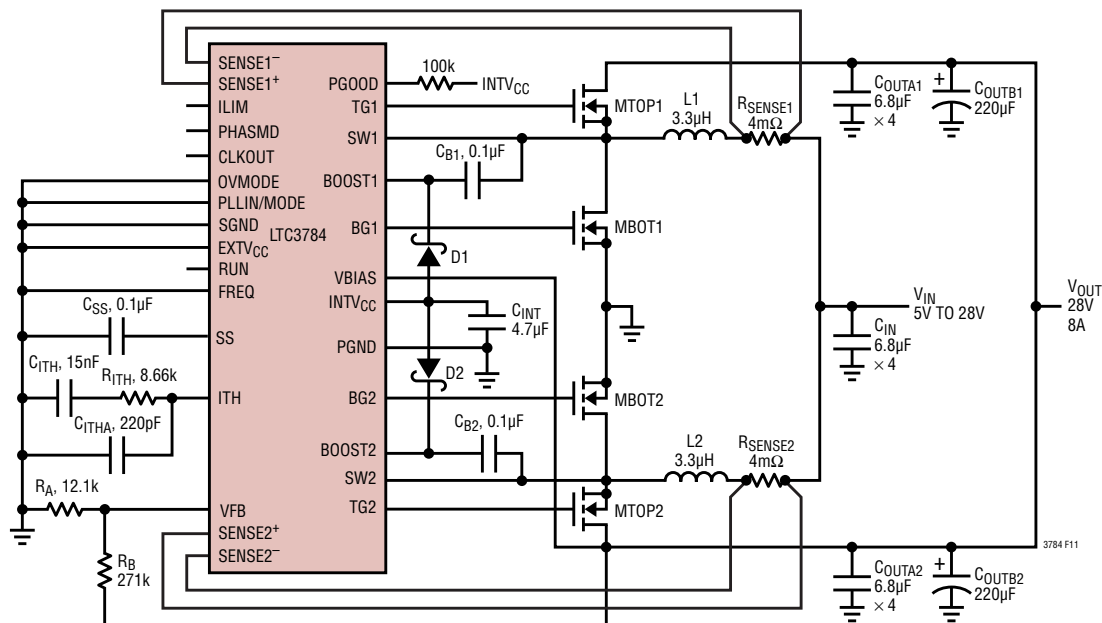 SENSE1–
SENSE1+
ILIM
PHASMD
CLKOUT
OVMODE
PLLIN/MODE
SGND
EXTVCC
RUN
FREQ
SS
ITH
VFB
SENSE2+
SENSE2–
LTC3784
PGOOD
TG1
SW1
BOOST1
BG1
VBIAS
INTVCC
PGND
BG2
BOOST2
SW2
TG2
CSS, 0.1µF
CITH, 15nF
RITH, 8.66k
CITHA, 220pF
RA, 12.1k
RB
271k
100k
INTVCC
CB1, 0.1µF
D1
CINT
4.7µF
D2
CB2, 0.1µF
MTOP1
MBOT1
MBOT2
MTOP2
L1
3.3µH
RSENSE1
4mΩ
L2
3.3µH
RSENSE2
4mΩ
COUTA1
6.8µF
× 4
+
COUTB1
220µF
VIN
5V TO 28V
CIN
6.8µF
× 4
VOUT
28V
8A
3784 F11
COUTA2
6.8µF
× 4
+
COUTB2
220µF